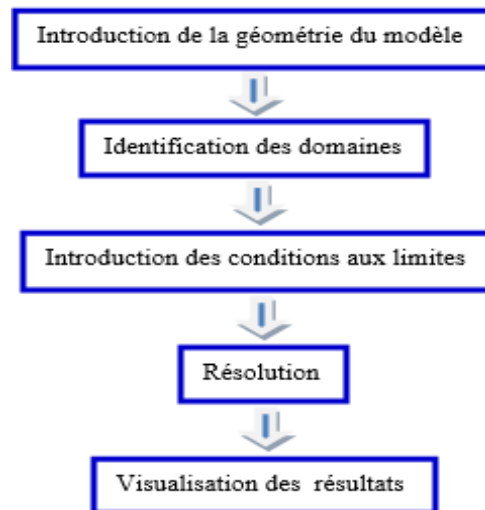 Introduction de la géométrie du modèle
Identification des domaines
Introduction des conditions aux limites
Résolution
Visualisation des résultats